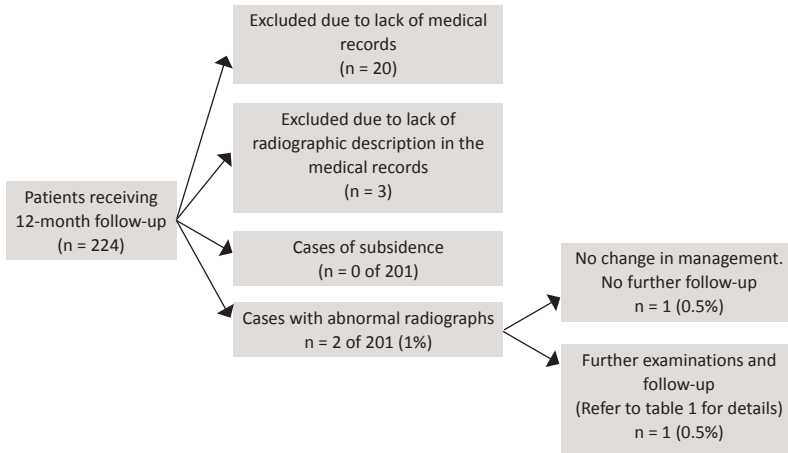 Excluded due to lack of medical
records
(n = 20)
Excluded due to lack of
radiographic description in the
medical records
(n = 3)
Patients receiving
12-month follow-up
(n = 224)
Cases of subsidence
(n = 0 of 201)
Cases with abnormal radiographs
n = 2 of 201 (1%)
No change in management.
No further follow-up
n = 1 (0.5%)
Further examinations and
follow-up
(Refer to table 1 for details)
n = 1 (0.5%)